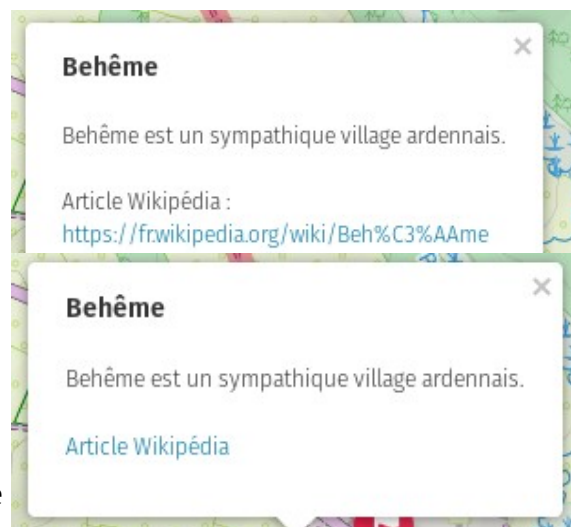 Behême
Behême est un sympathique village ardennais.
Article Wikipédia :
https://fr.wikipedia.org/wiki/Beh%C3%AAme
Behême
Behême est un sympathique village ardennais.
Article Wikipédia